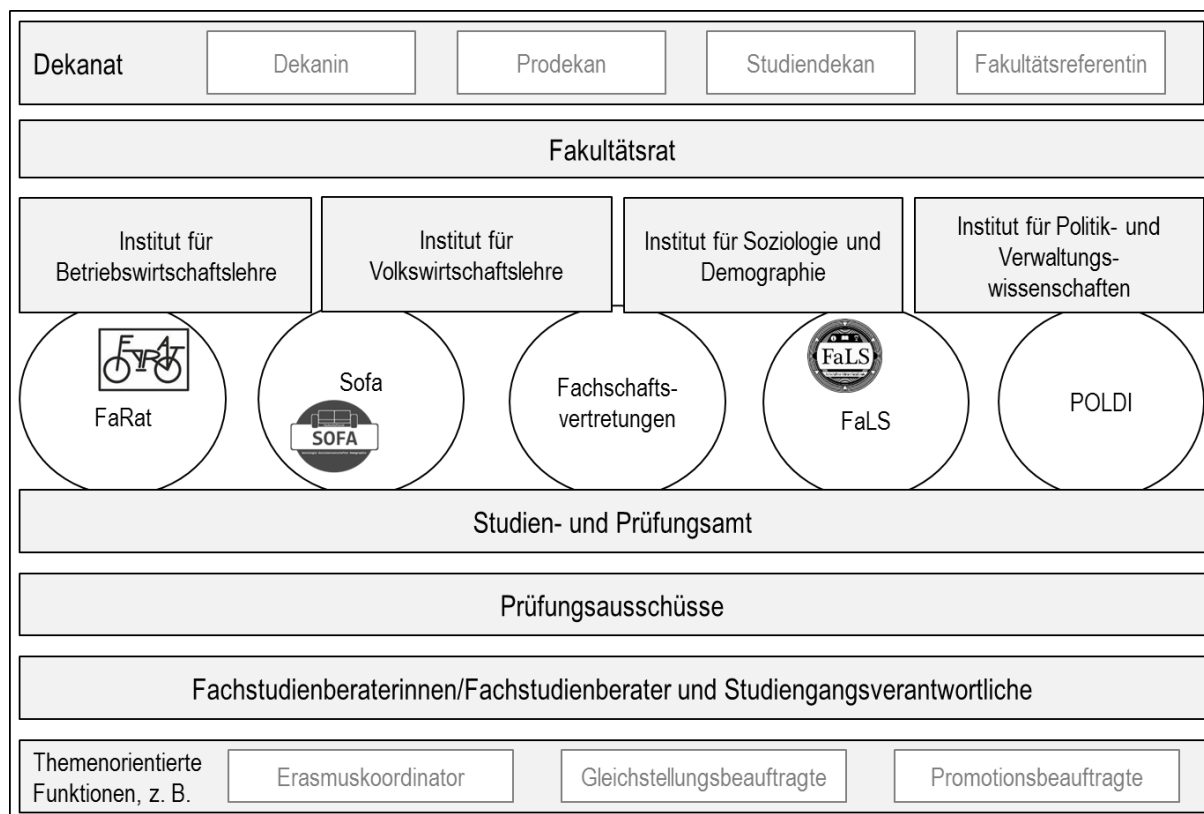 Dekanat
Dekanin
Prodekan
Studiendekan
Fakultätsreferentin
Fakultätsrat
Institut für
Betriebswirtschaftslehre
Institut für
Volkswirtschaftslehre
Institut für Soziologie und
Demographie
Institut für Politik- und
Verwaltungs-
wissenschaften
FaRat
Sofa
SOFA
Fachschafts-
vertretungen
FaLS
FaLS
POLDI
Studien- und Prüfungsamt
Prüfungsausschüsse
Fachstudienberaterinnen/Fachstudienberater und Studiengangsverantwortliche
Themenorientierte
Funktionen, z. B.
Erasmuskoordinator
Gleichstellungsbeauftragte
Promotionsbeauftragte